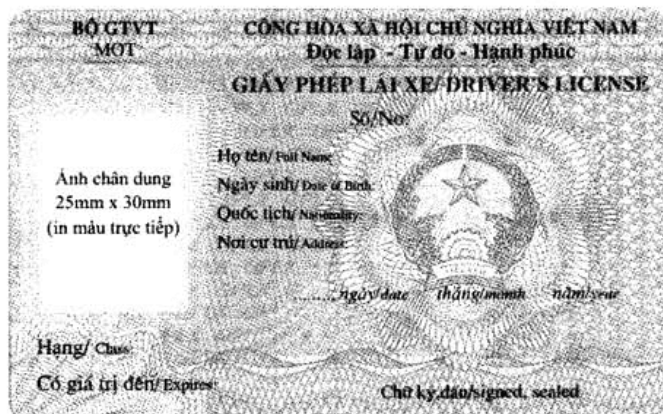 BỘ GTVT
MOT
CỘNG HÒA XÃ HỘI CHỦ NGHĨA VIỆT NAM
Độc lập - Tự do - Hạnh phúc
GIẤY PHÉP LÁI XE/ DRIVER'S LICENSE
Số/No:
Ảnh chân dung
25mm x 30mm
(in màu trực tiếp)
Họ tên/ Full Name
Ngày sinh/ Date of Birth:
Quốc tịch/ Nationality:
Nơi cư trú/ Address:
........ngày/date tháng/month năm/year
Hạng/ Class:
Có giá trị đến/ Expires:
Chữ ký,dấu/signed, sealed